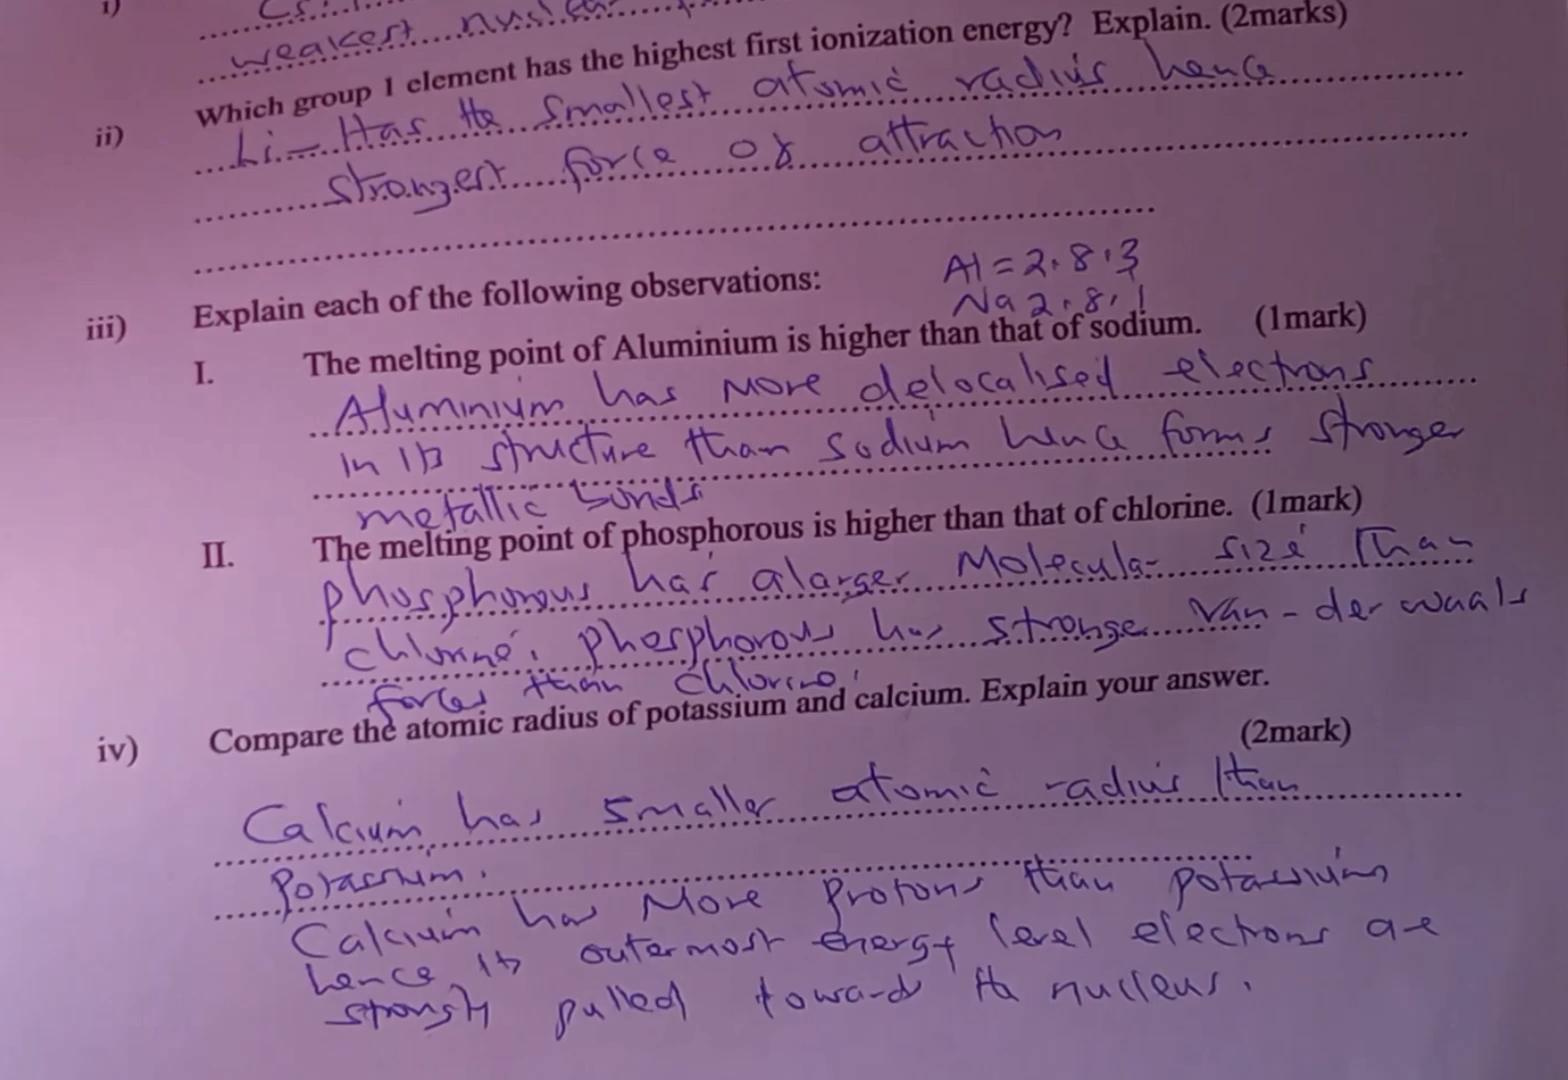 i)
weakest
ii) Which group 1 element has the highest first ionization energy? Explain. (2marks)
Li - Has the smallest atomic radius hence
strongest force of attraction
iii) Explain each of the following observations:
Al = 2.8.3
Na 2.8.1
I. The melting point of Aluminium is higher than that of sodium. (1mark)
Aluminium has more delocalised electrons
in its structure than sodium hence forms stronger
metallic bonds
II. The melting point of phosphorous is higher than that of chlorine. (1mark)
phosphorous has a larger Molecular size than
chlorine. phosphorous has stronger van-der waals
forces than chlorine.
iv) Compare the atomic radius of potassium and calcium. Explain your answer.
(2mark)
Calcium has smaller atomic radius than
Potassium.
Calcium has More Protons than potassium
hence its outermost energy level electrons are
strongly pulled towards the nucleus.